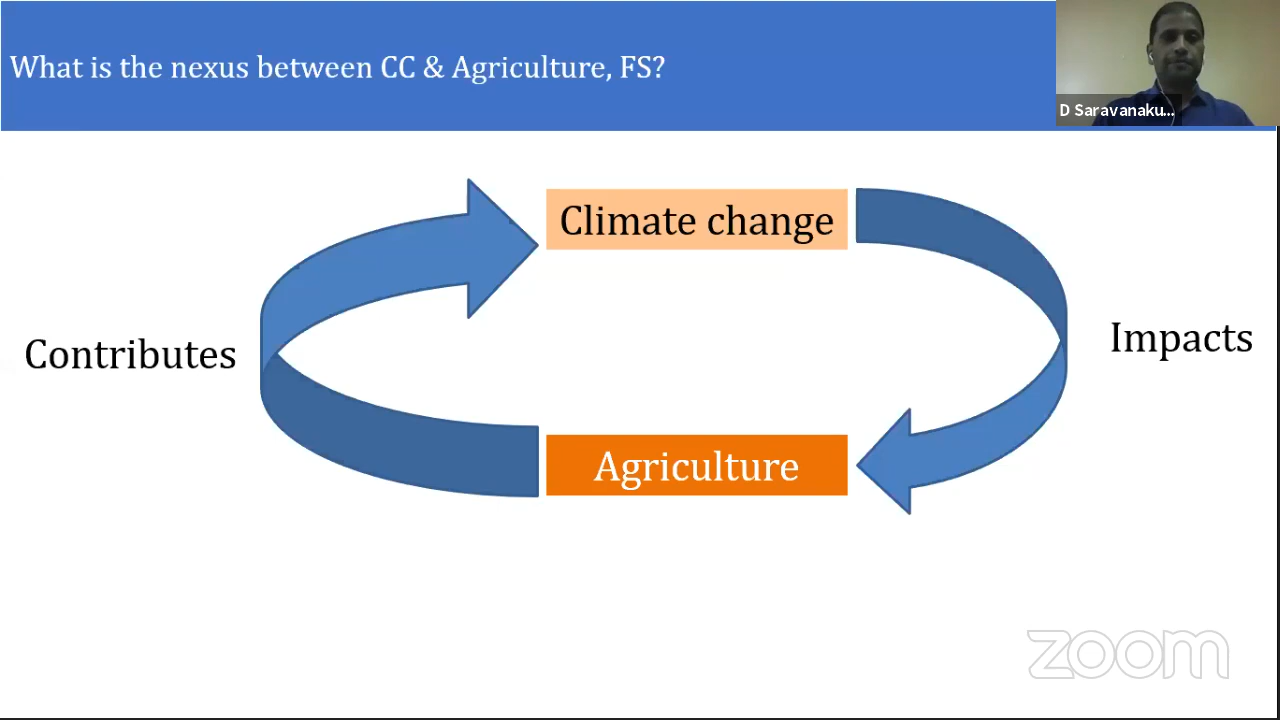 What is the nexus between CC & Agriculture, FS?
D Saravanaku...
Climate change
Contributes
Impacts
Agriculture
zoom